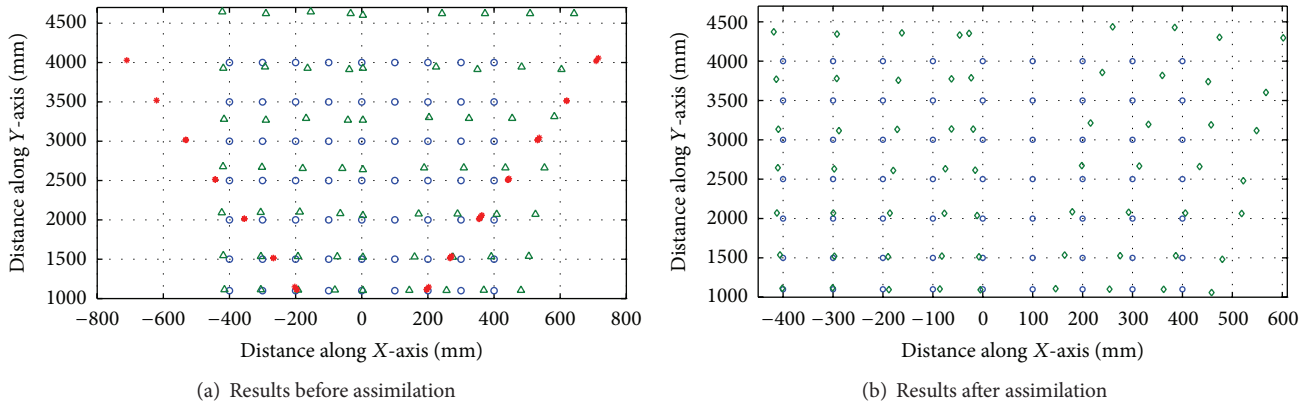 Distance along Y-axis (mm)
4000
3500
3000
2500
2000
1500
1000
−800 −600 −400 −200 0 200 400 600 800
Distance along X-axis (mm)
(a) Results before assimilation
Distance along Y-axis (mm)
4500
4000
3500
3000
2500
2000
1500
1000
−400 −300 −200 −100 0 100 200 300 400 500 600
Distance along X-axis (mm)
(b) Results after assimilation